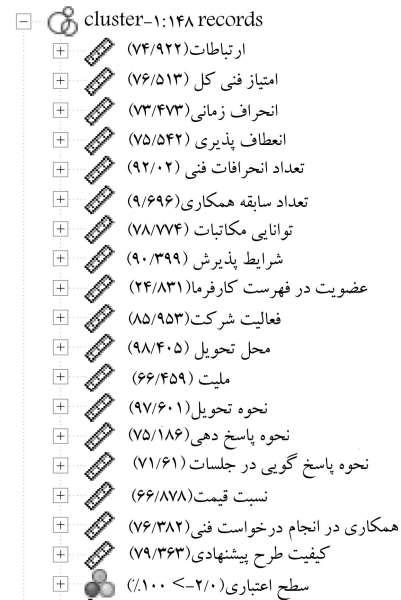 cluster-۱:۱۴۸ records
ارتباطات(۷۴/۹۲۲)
امتیاز فنی کل (۷۶/۵۱۳)
انحراف زمانی (۷۳/۴۷۳)
انعطاف پذیری (۷۵/۵۴۲)
تعداد انحرافات فنی (۹۲/۰۲)
تعداد سابقه همکاری(۹/۶۹۶)
توانایی مکاتبات (۷۸/۷۷۴)
شرایط پذیرش (۹۰/۳۹۹)
عضویت در فهرست کارفرما(۲۴/۸۳۱)
فعالیت شرکت(۸۵/۹۵۳)
محل تحویل (۹۸/۴۰۵)
ملیت (۶۶/۴۵۹)
نحوه تحویل(۹۷/۶۰۱)
نحوه پاسخ دهی (۷۵/۱۸۶)
نحوه پاسخ گویی در جلسات (۷۱/۶۱)
نسبت قیمت(۶۶/۸۷۸)
همکاری در انجام درخواست فنی(۷۶/۳۸۲)
کیفیت طرح پیشنهادی(۷۹/۳۶۳)
سطح اعتباری(۲/۰–> ۱۰۰٪)